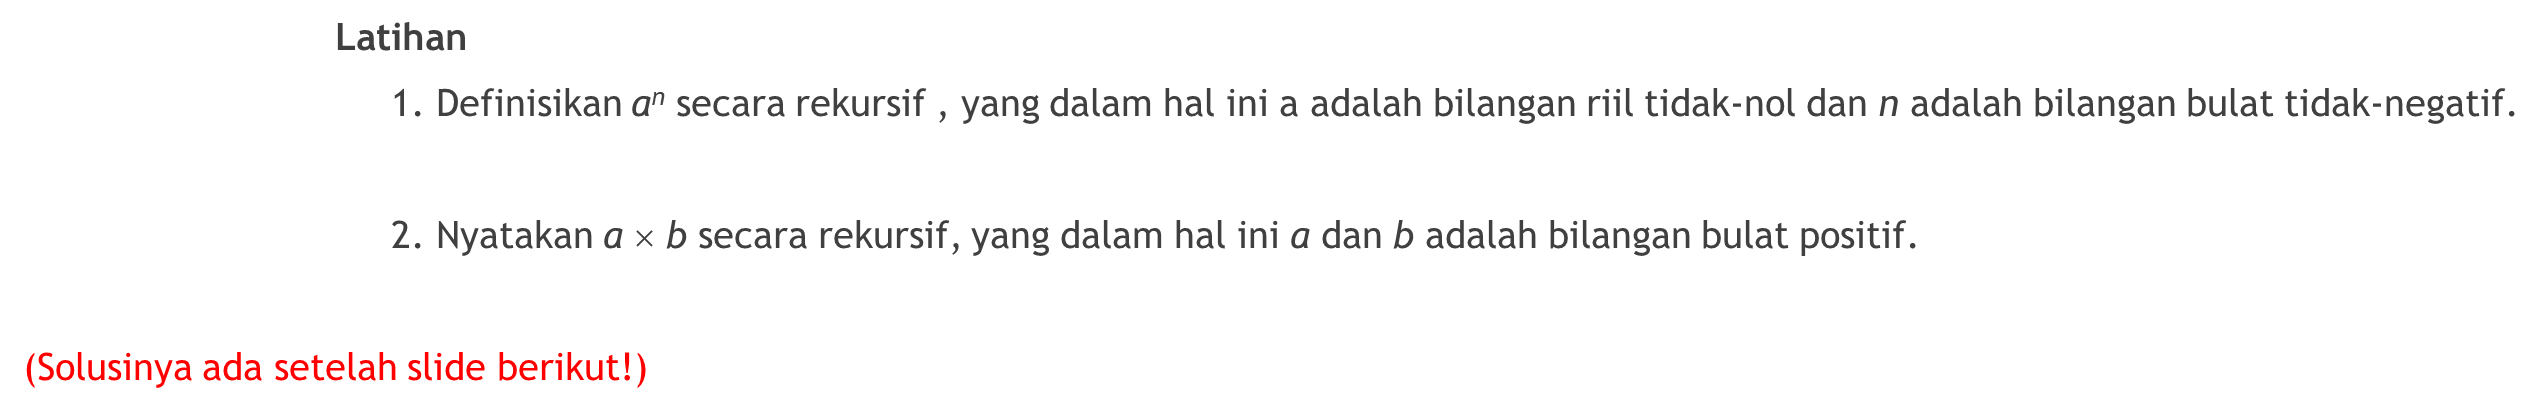 Latihan
1. Definisikan aⁿ secara rekursif , yang dalam hal ini a adalah bilangan riil tidak-nol dan n adalah bilangan bulat tidak-negatif.
2. Nyatakan a × b secara rekursif, yang dalam hal ini a dan b adalah bilangan bulat positif.
(Solusinya ada setelah slide berikut!)